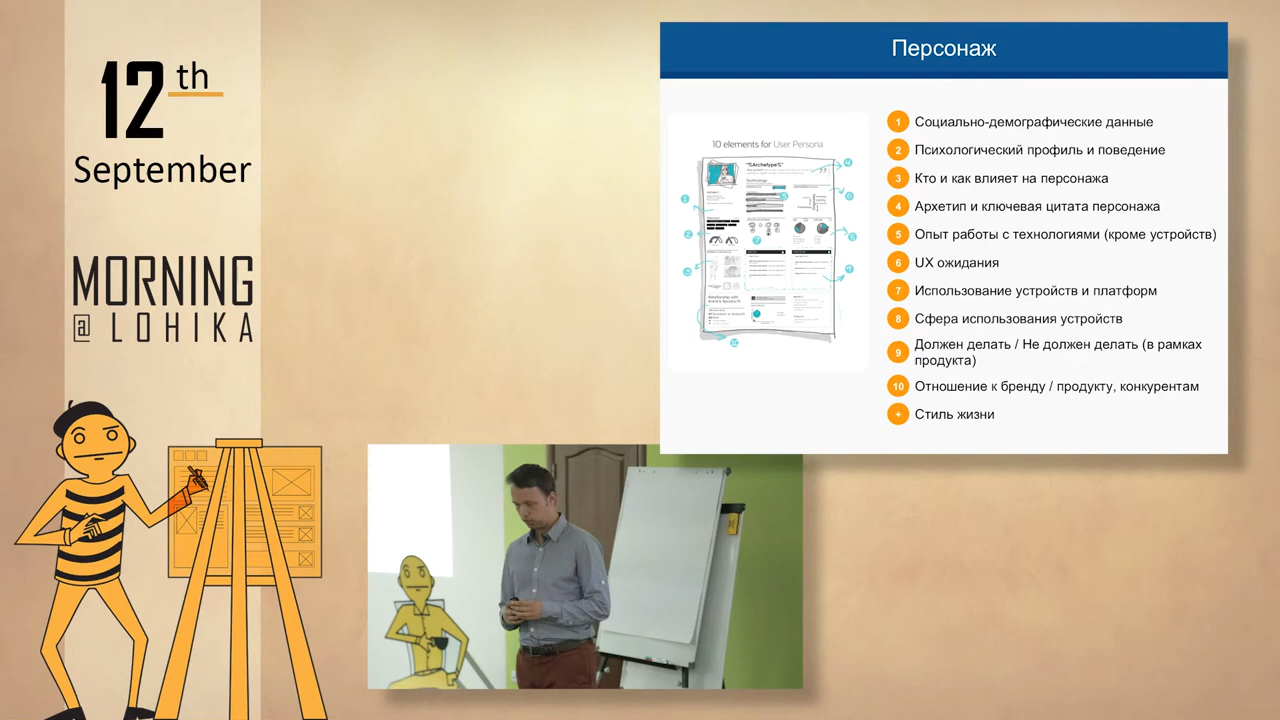 12th
September
MORNING
@LOHIKA
Персонаж
10 elements for User Persona
"%Archetype%"
Technology
1 Социально-демографические данные
2 Психологический профиль и поведение
3 Кто и как влияет на персонажа
4 Архетип и ключевая цитата персонажа
5 Опыт работы с технологиями (кроме устройств)
6 UX ожидания
7 Использование устройств и платформ
8 Сфера использования устройств
9 Должен делать / Не должен делать (в рамках
продукта)
10 Отношение к бренду / продукту, конкурентам
+ Стиль жизни